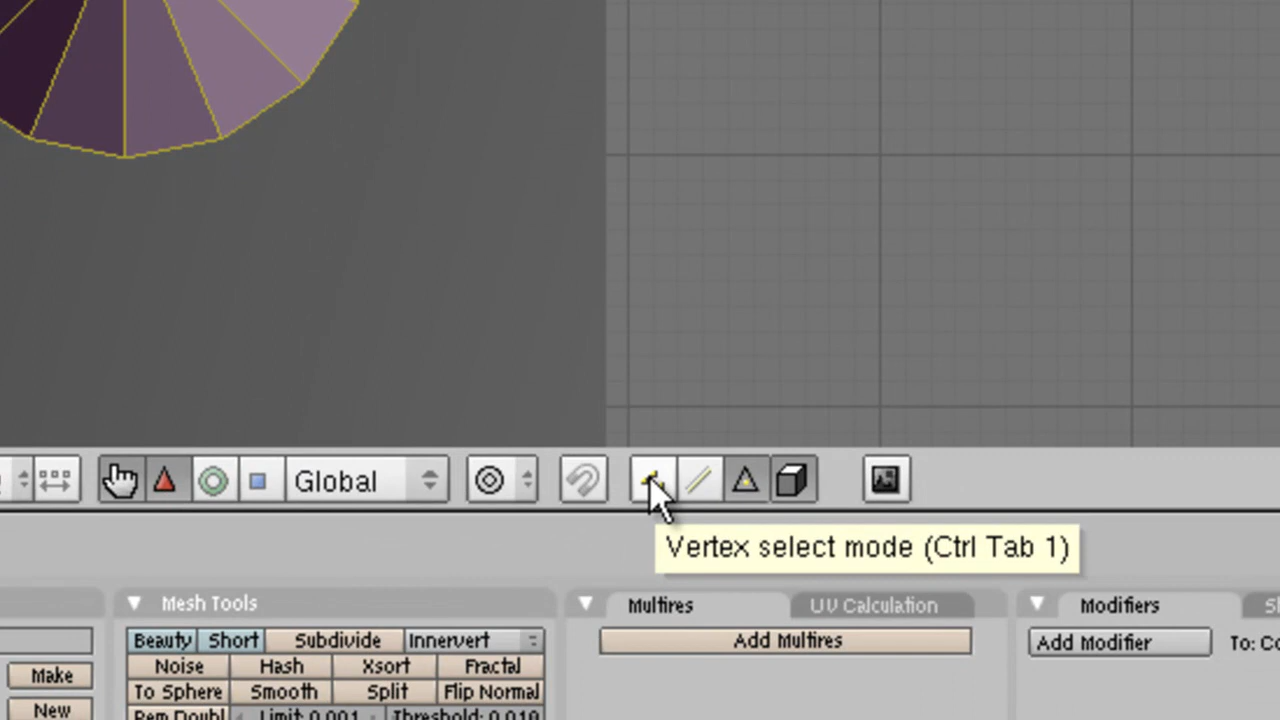 Global
Vertex select mode (Ctrl Tab 1)
Mesh Tools
Multires
UV Calculation
Modifiers
Beauty Short Subdivide Innervert
Add Multires
Add Modifier
To: Co
Noise Hash Xsort Fractal
Make
To Sphere Smooth Split Flip Normal
New
Rem Doubl Limit: 0.001 Threshold: 0.010